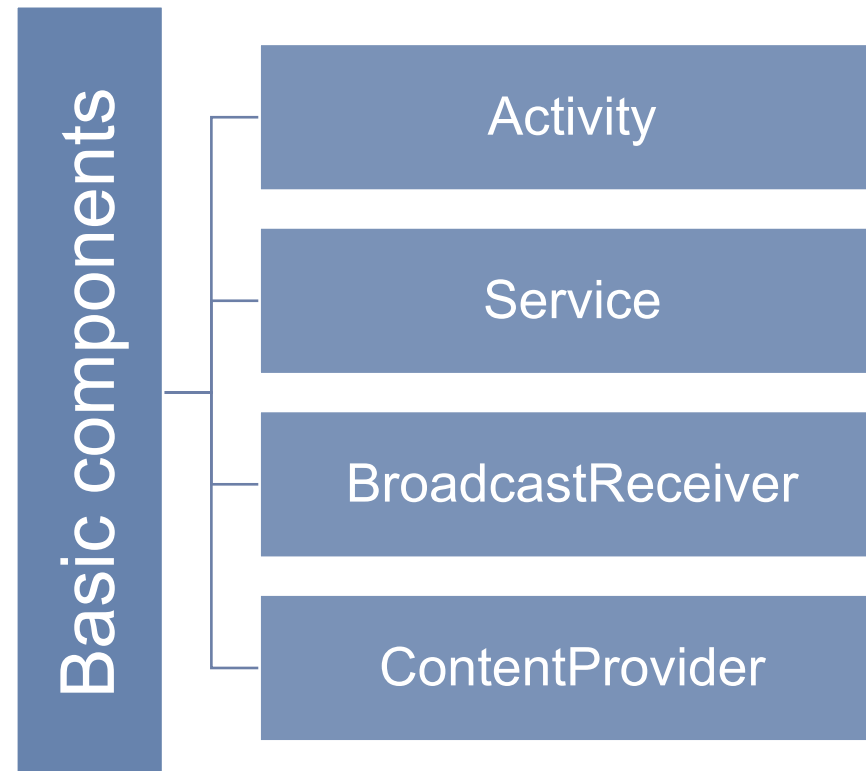 Basic components
Activity
Service
BroadcastReceiver
ContentProvider